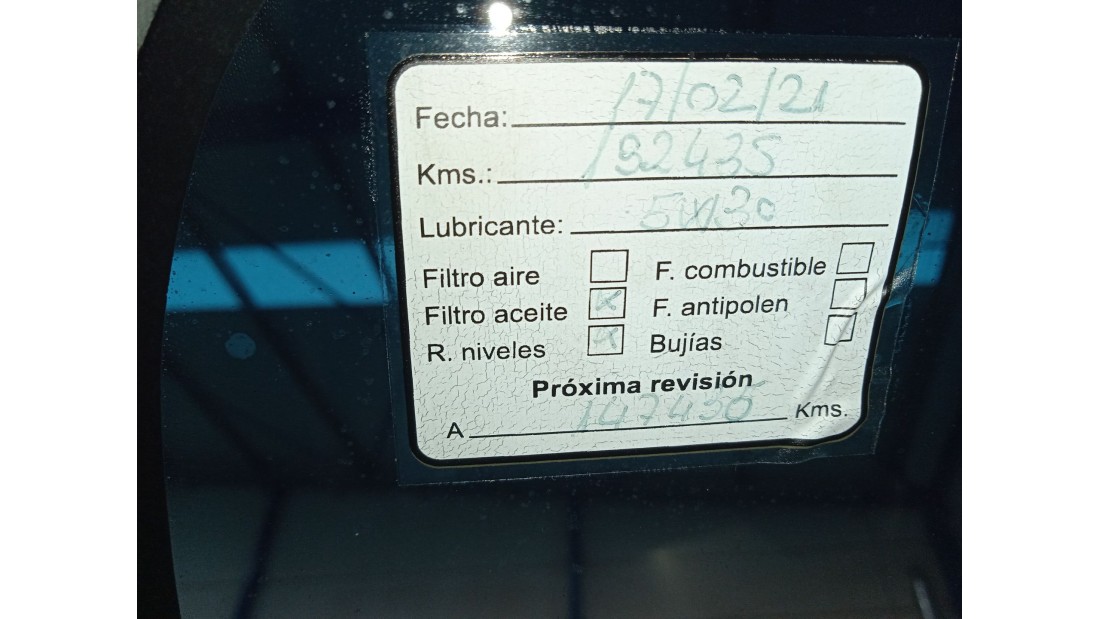 Fecha: 17/02/21
Kms.: 132435
Lubricante: 5W30
Filtro aire F. combustible
Filtro aceite X F. antipolen
R. niveles X Bujías
Próxima revisión
A 147435 Kms.